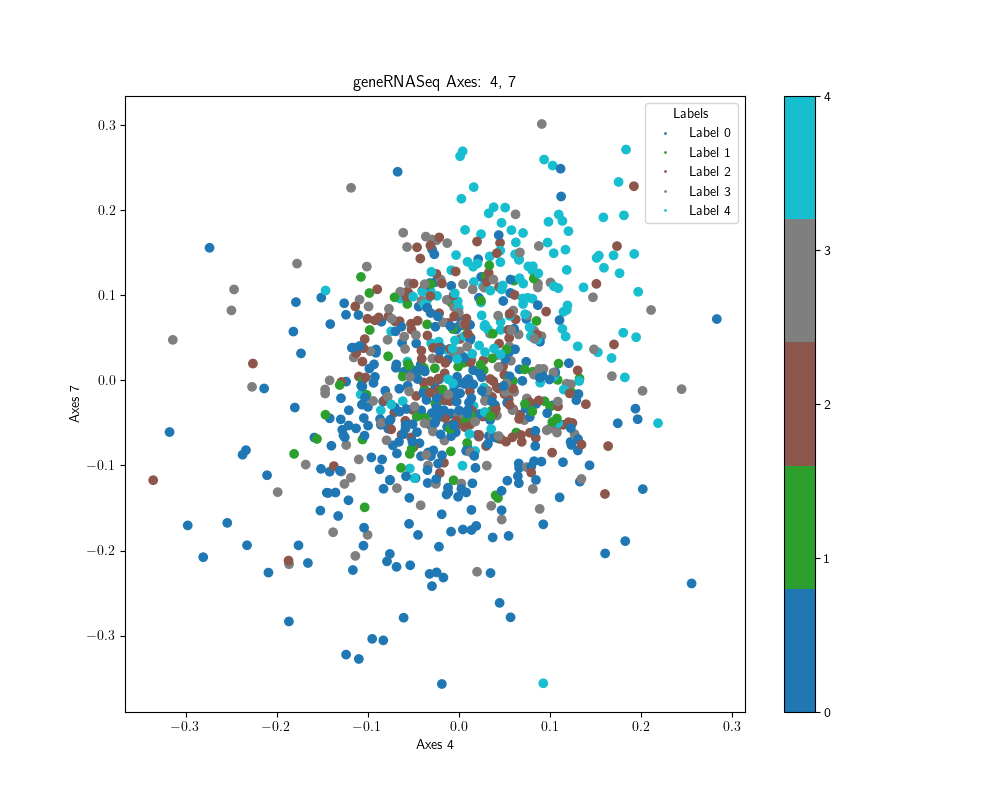 geneRNASeq Axes: 4, 7
Labels
Label 0
Label 1
Label 2
Label 3
Label 4
0.3
0.2
0.1
0.0
−0.1
−0.2
−0.3
Axes 7
−0.3
−0.2
−0.1
0.0
0.1
0.2
0.3
Axes 4
4
3
2
1
0